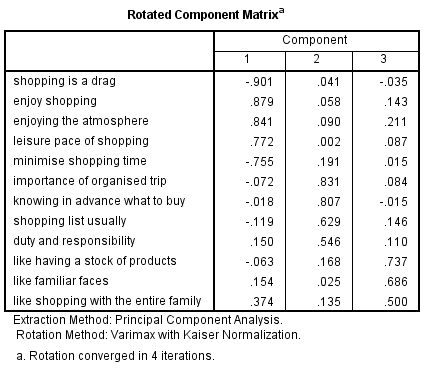 Rotated Component Matrixa
Component
1 2 3
shopping is a drag -.901 .041 -.035
enjoy shopping .879 .058 .143
enjoying the atmosphere .841 .090 .211
leisure pace of shopping .772 .002 .087
minimise shopping time -.755 .191 .015
importance of organised trip -.072 .831 .084
knowing in advance what to buy -.018 .807 -.015
shopping list usually -.119 .629 .146
duty and responsibility .150 .546 .110
like having a stock of products -.063 .168 .737
like familiar faces .154 .025 .686
like shopping with the entire family .374 .135 .500
Extraction Method: Principal Component Analysis.
Rotation Method: Varimax with Kaiser Normalization.
a. Rotation converged in 4 iterations.